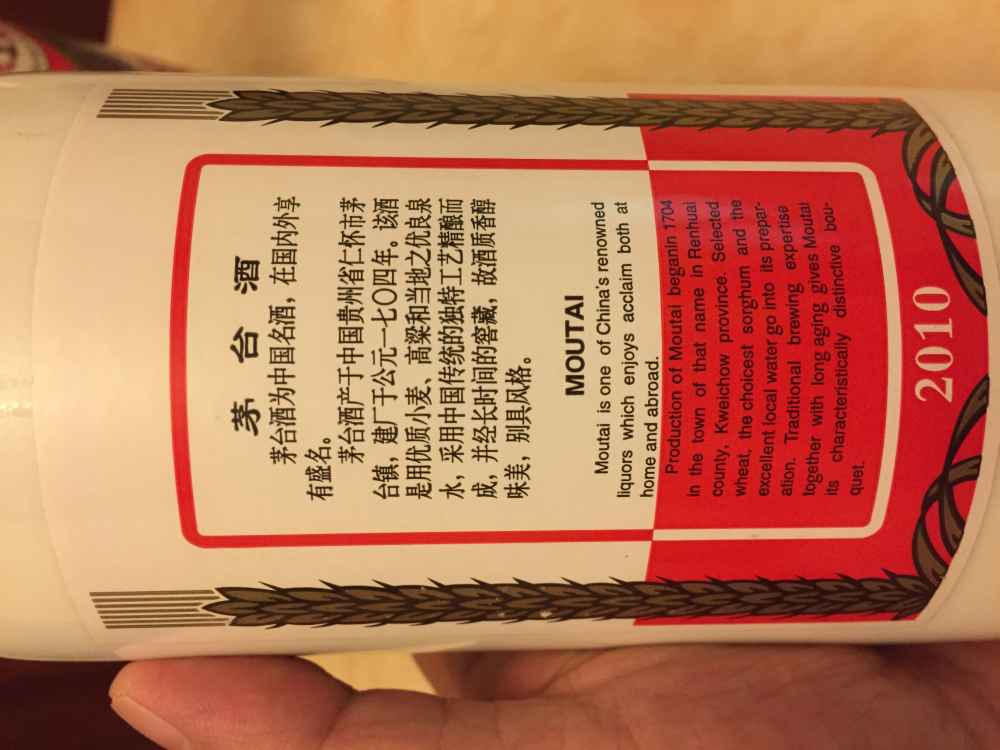 茅台酒
茅台酒为中国名酒，在国内外享
有盛名。
茅台酒产于中国贵州省仁怀市茅
台镇，建厂于公元一七〇四年。该酒
是用优质小麦、高粱和当地之优良泉
水，采用中国传统的独特工艺精酿而
成，并经长时间的窖藏，故酒质香醇
味美，别具风格。
MOUTAI
Moutai is one of China's renowned
liquors which enjoys acclaim both at
home and abroad.
Production of Moutai beganin 1704
in the town of that name in Renhuai
county, Kweichow province. Selected
wheat, the choicest sorghum and the
excellent local water go into its prepar-
ation. Traditional brewing expertise
together with long aging gives Moutai
its characteristically distinctive bou-
quet.
2010